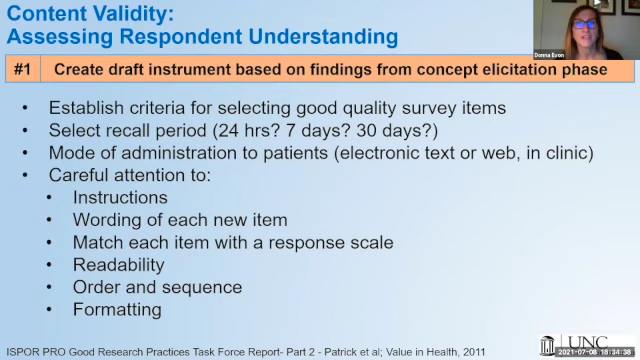 Content Validity:
Assessing Respondent Understanding
Donna Evon
#1 Create draft instrument based on findings from concept elicitation phase
• Establish criteria for selecting good quality survey items
• Select recall period (24 hrs? 7 days? 30 days?)
• Mode of administration to patients (electronic text or web, in clinic)
• Careful attention to:
• Instructions
• Wording of each new item
• Match each item with a response scale
• Readability
• Order and sequence
• Formatting
ISPOR PRO Good Research Practices Task Force Report- Part 2 - Patrick et al; Value in Health, 2011
UNC
2021-07-08 18:34:38